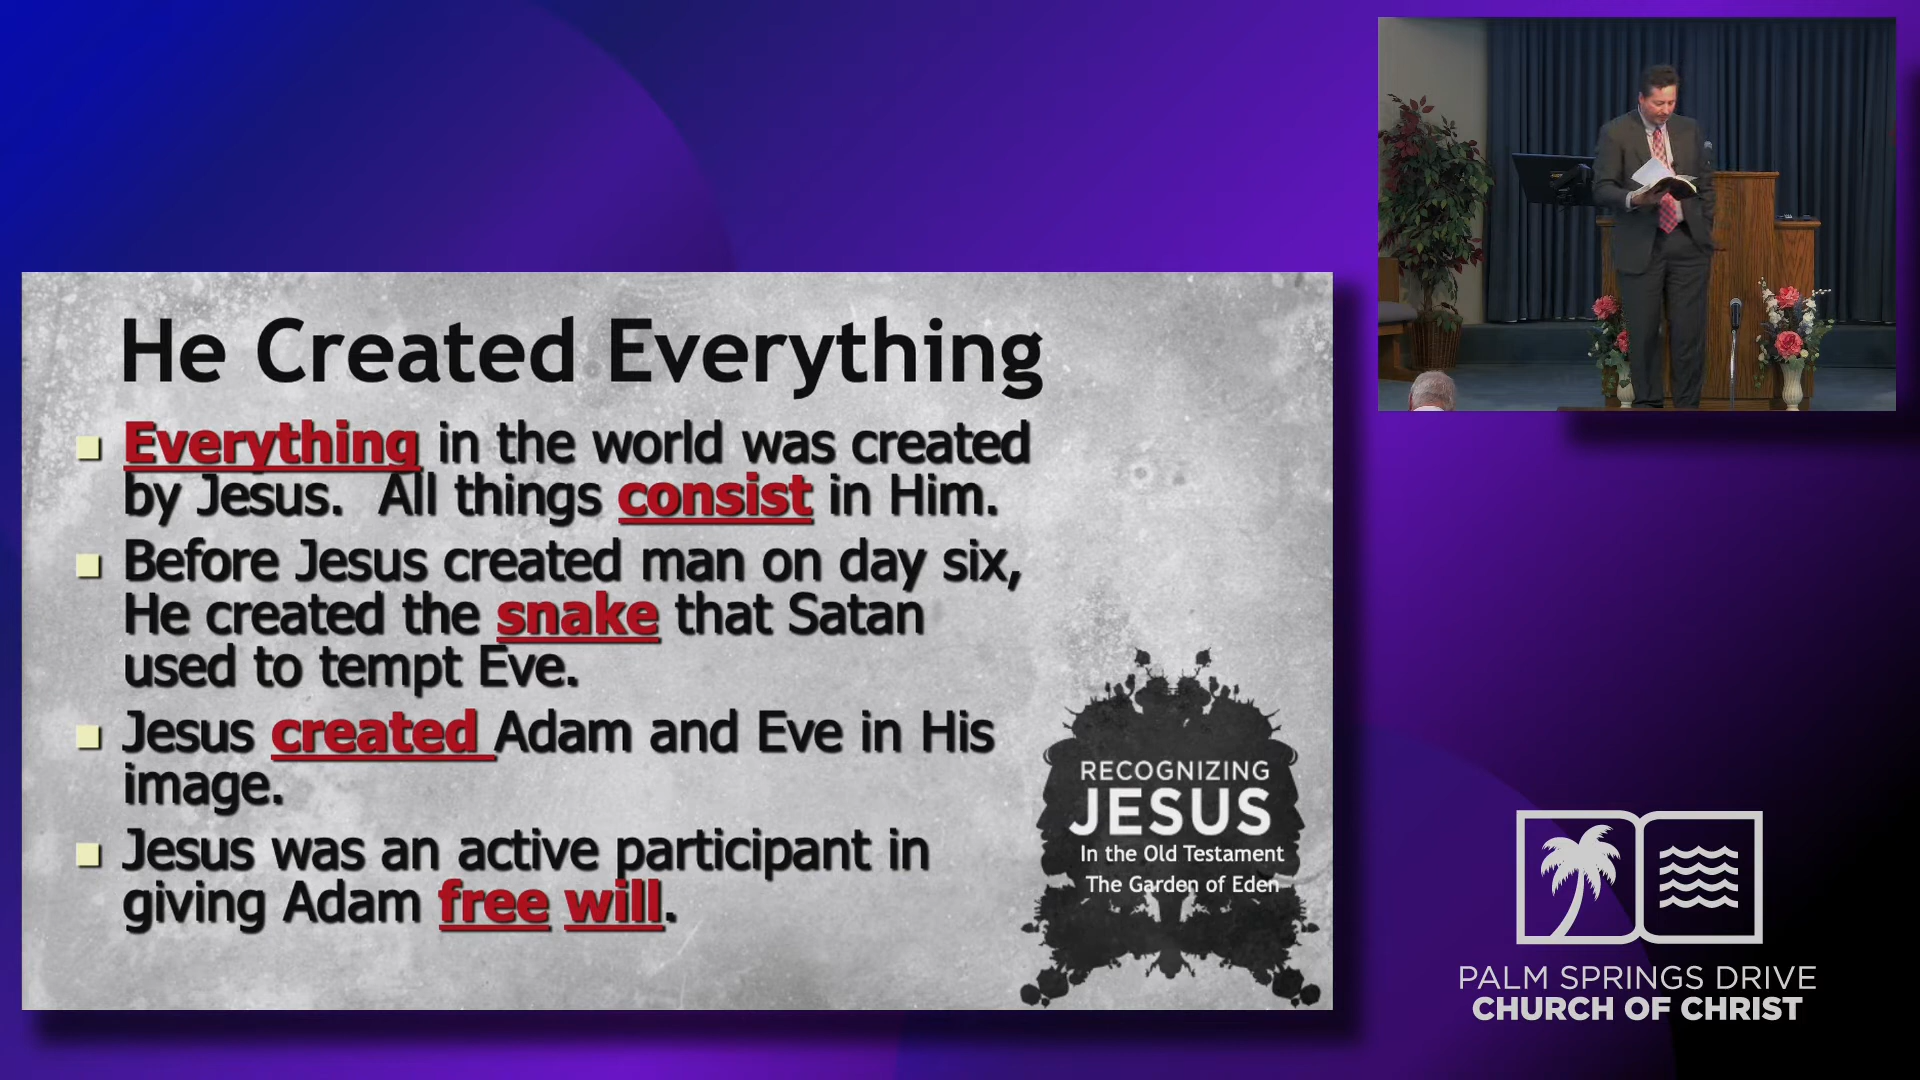 He Created Everything
Everything in the world was created
by Jesus. All things consist in Him.
Before Jesus created man on day six,
He created the snake that Satan
used to tempt Eve.
Jesus created Adam and Eve in His
image.
Jesus was an active participant in
giving Adam free will.
RECOGNIZING
JESUS
In the Old Testament
The Garden of Eden
PALM SPRINGS DRIVE
CHURCH OF CHRIST